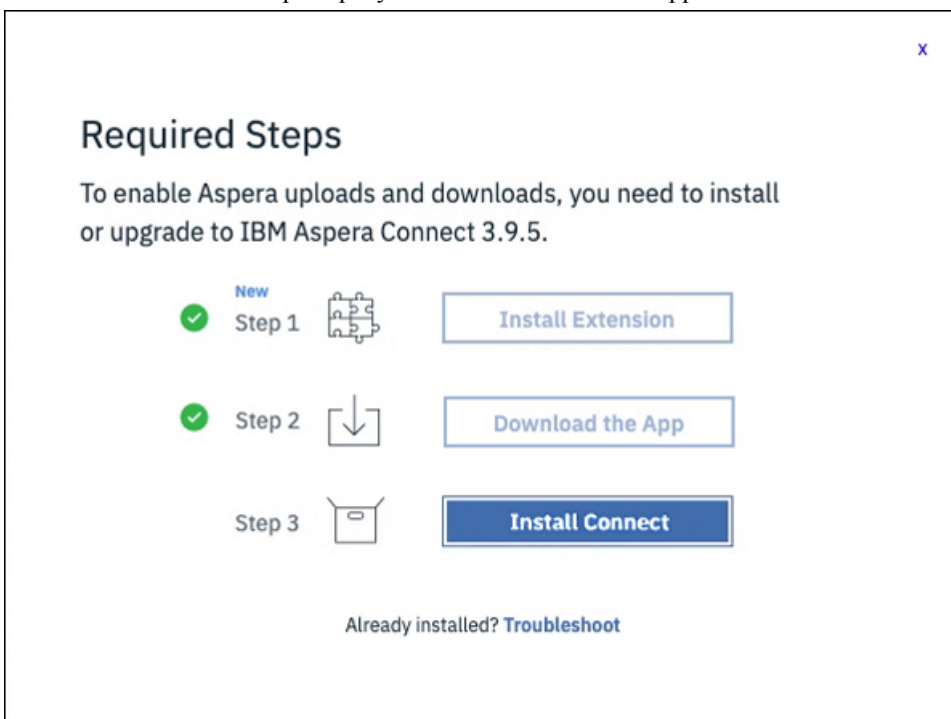 x
Required Steps
To enable Aspera uploads and downloads, you need to install
or upgrade to IBM Aspera Connect 3.9.5.
New
Step 1 Install Extension
Step 2 Download the App
Step 3 Install Connect
Already installed? Troubleshoot